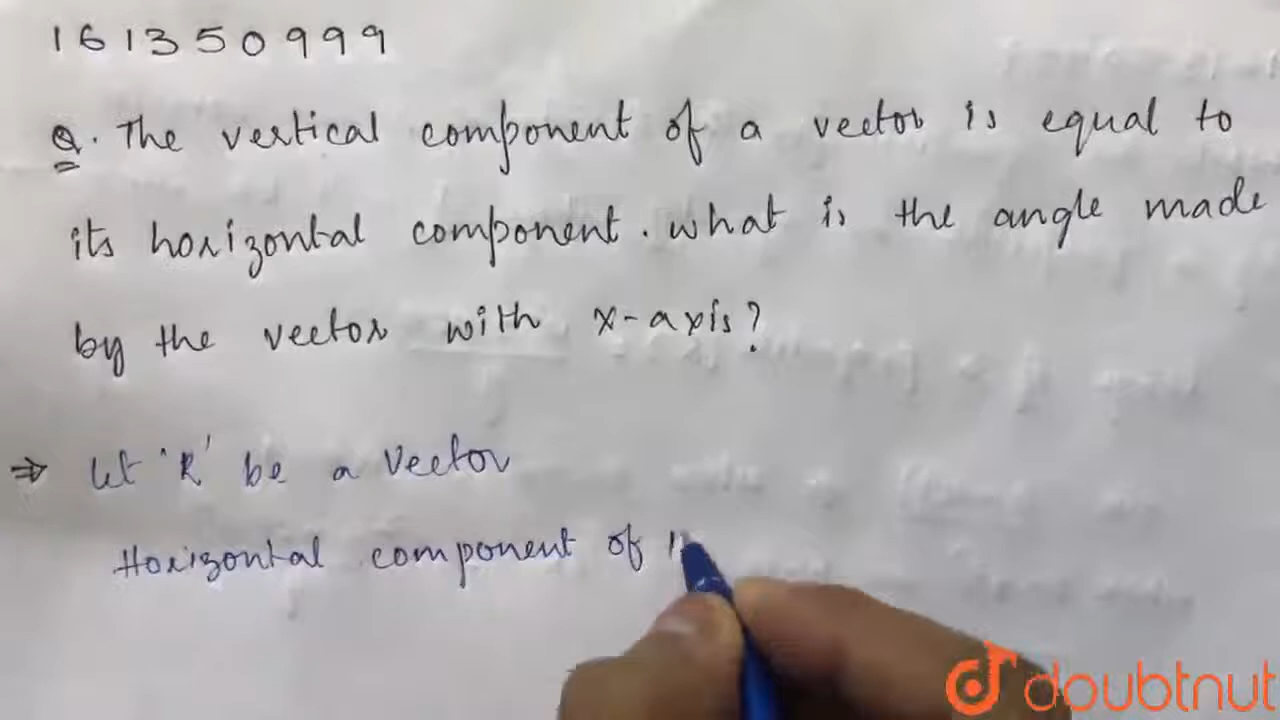 161350999
Q. The vertical component of a vector is equal to
its horizontal component. what is the angle made
by the vector with x-axis?
⇒ let 'R' be a vector
Horizontal component of
doubtnut